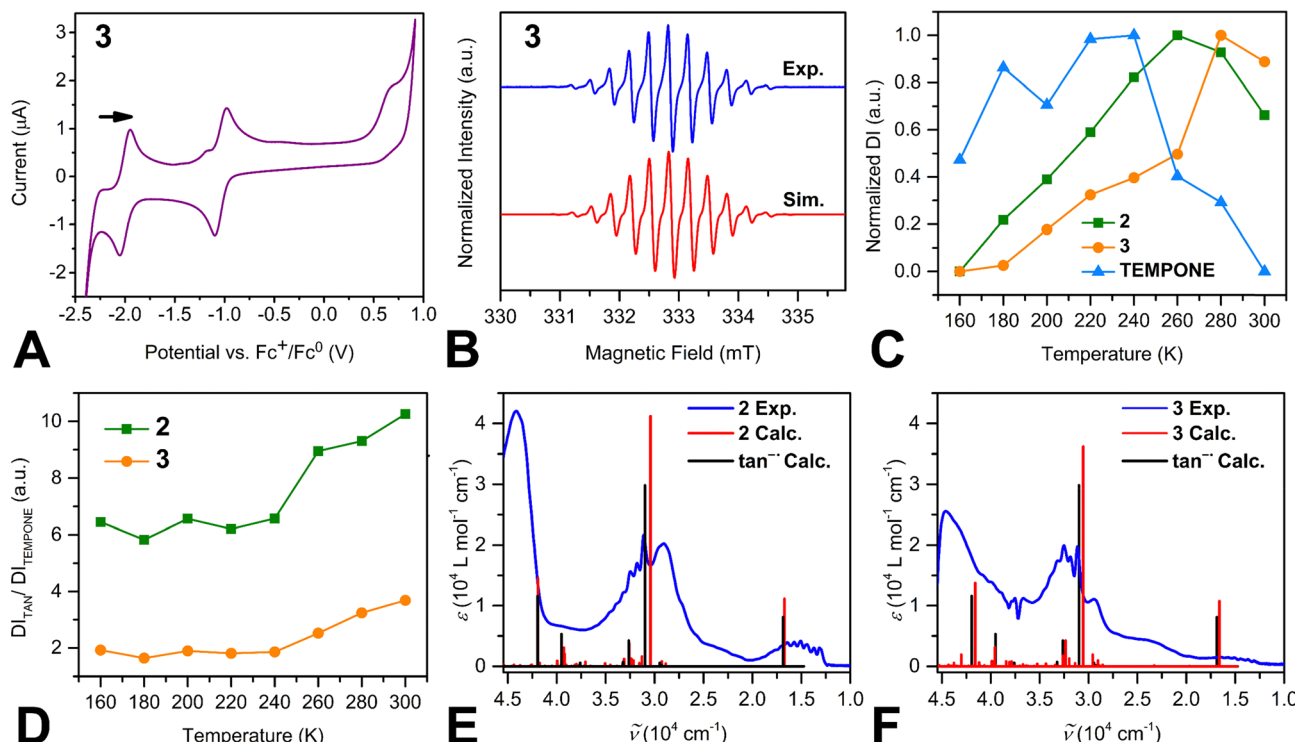 3
Current (µA)
3
2
1
0
-1
-2
-2.5 -2.0 -1.5 -1.0 -0.5 0.0 0.5 1.0
Potential vs. Fc⁺/Fc⁰ (V)
A
3
Normalized Intensity (a.u.)
Exp.
Sim.
330 331 332 333 334 335
Magnetic Field (mT)
B
Normalized DI (a.u.)
1.0
0.8
0.6
0.4
0.2
0.0
2
3
TEMPONE
160 180 200 220 240 260 280 300
Temperature (K)
C
DI_TAN/ DI_TEMPONE (a.u.)
10
8
6
4
2
2
3
160 180 200 220 240 260 280 300
Temperature (K)
D
ε (10⁴ L mol⁻¹ cm⁻¹)
4
3
2
1
0
2 Exp.
2 Calc.
tan⁻· Calc.
4.5 4.0 3.5 3.0 2.5 2.0 1.5 1.0
ṽ (10⁴ cm⁻¹)
E
ε (10⁴ L mol⁻¹ cm⁻¹)
4
3
2
1
0
3 Exp.
3 Calc.
tan⁻· Calc.
4.5 4.0 3.5 3.0 2.5 2.0 1.5 1.0
ṽ (10⁴ cm⁻¹)
F